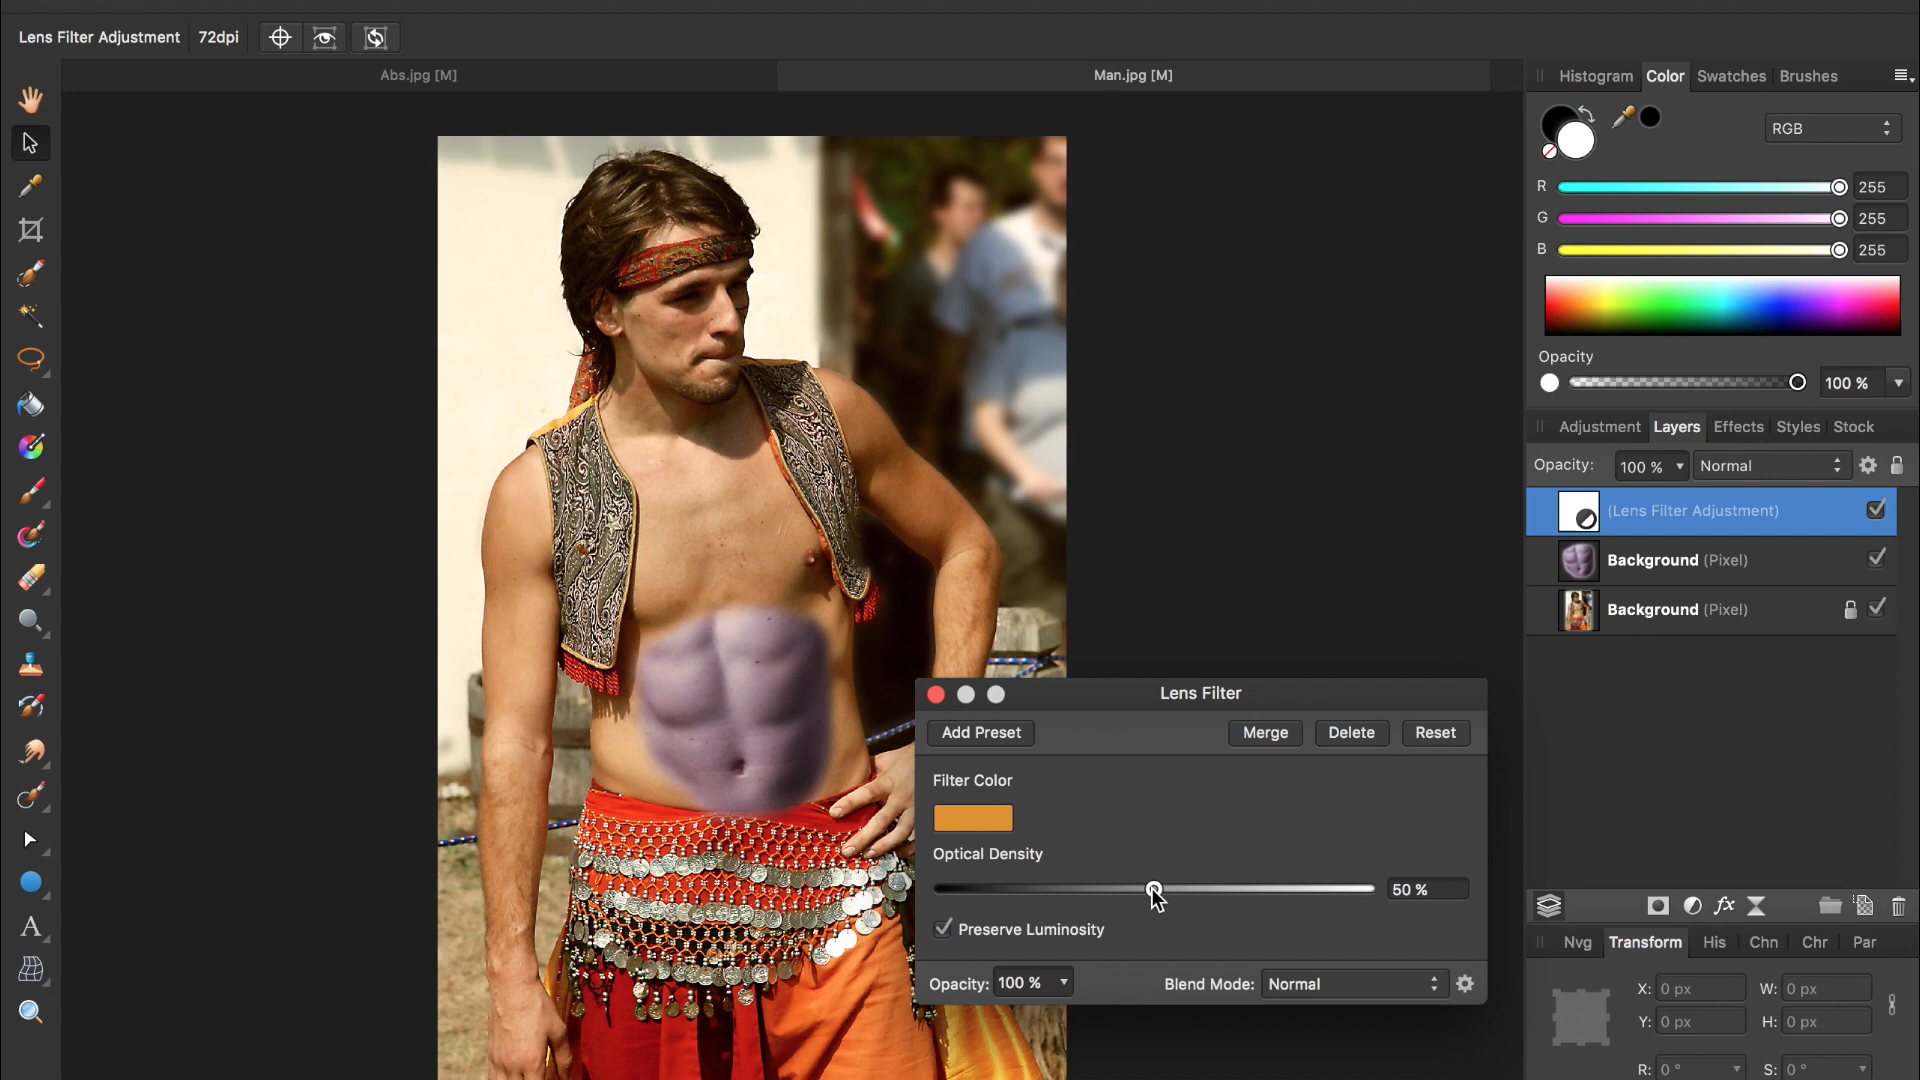 Lens Filter Adjustment 72dpi
Abs.jpg [M] Man.jpg [M]
Histogram Color Swatches Brushes
RGB
R 255
G 255
B 255
Opacity
100 %
Adjustment Layers Effects Styles Stock
Opacity: 100 % Normal
(Lens Filter Adjustment)
Background (Pixel)
Background (Pixel)
Lens Filter
Add Preset Merge Delete Reset
Filter Color
Optical Density
50 %
Preserve Luminosity
Opacity: 100 % Blend Mode: Normal
fx
Nvg Transform His Chn Chr Par
X: 0 px W: 0 px
Y: 0 px H: 0 px
R: 0 ° S: 0 °
A